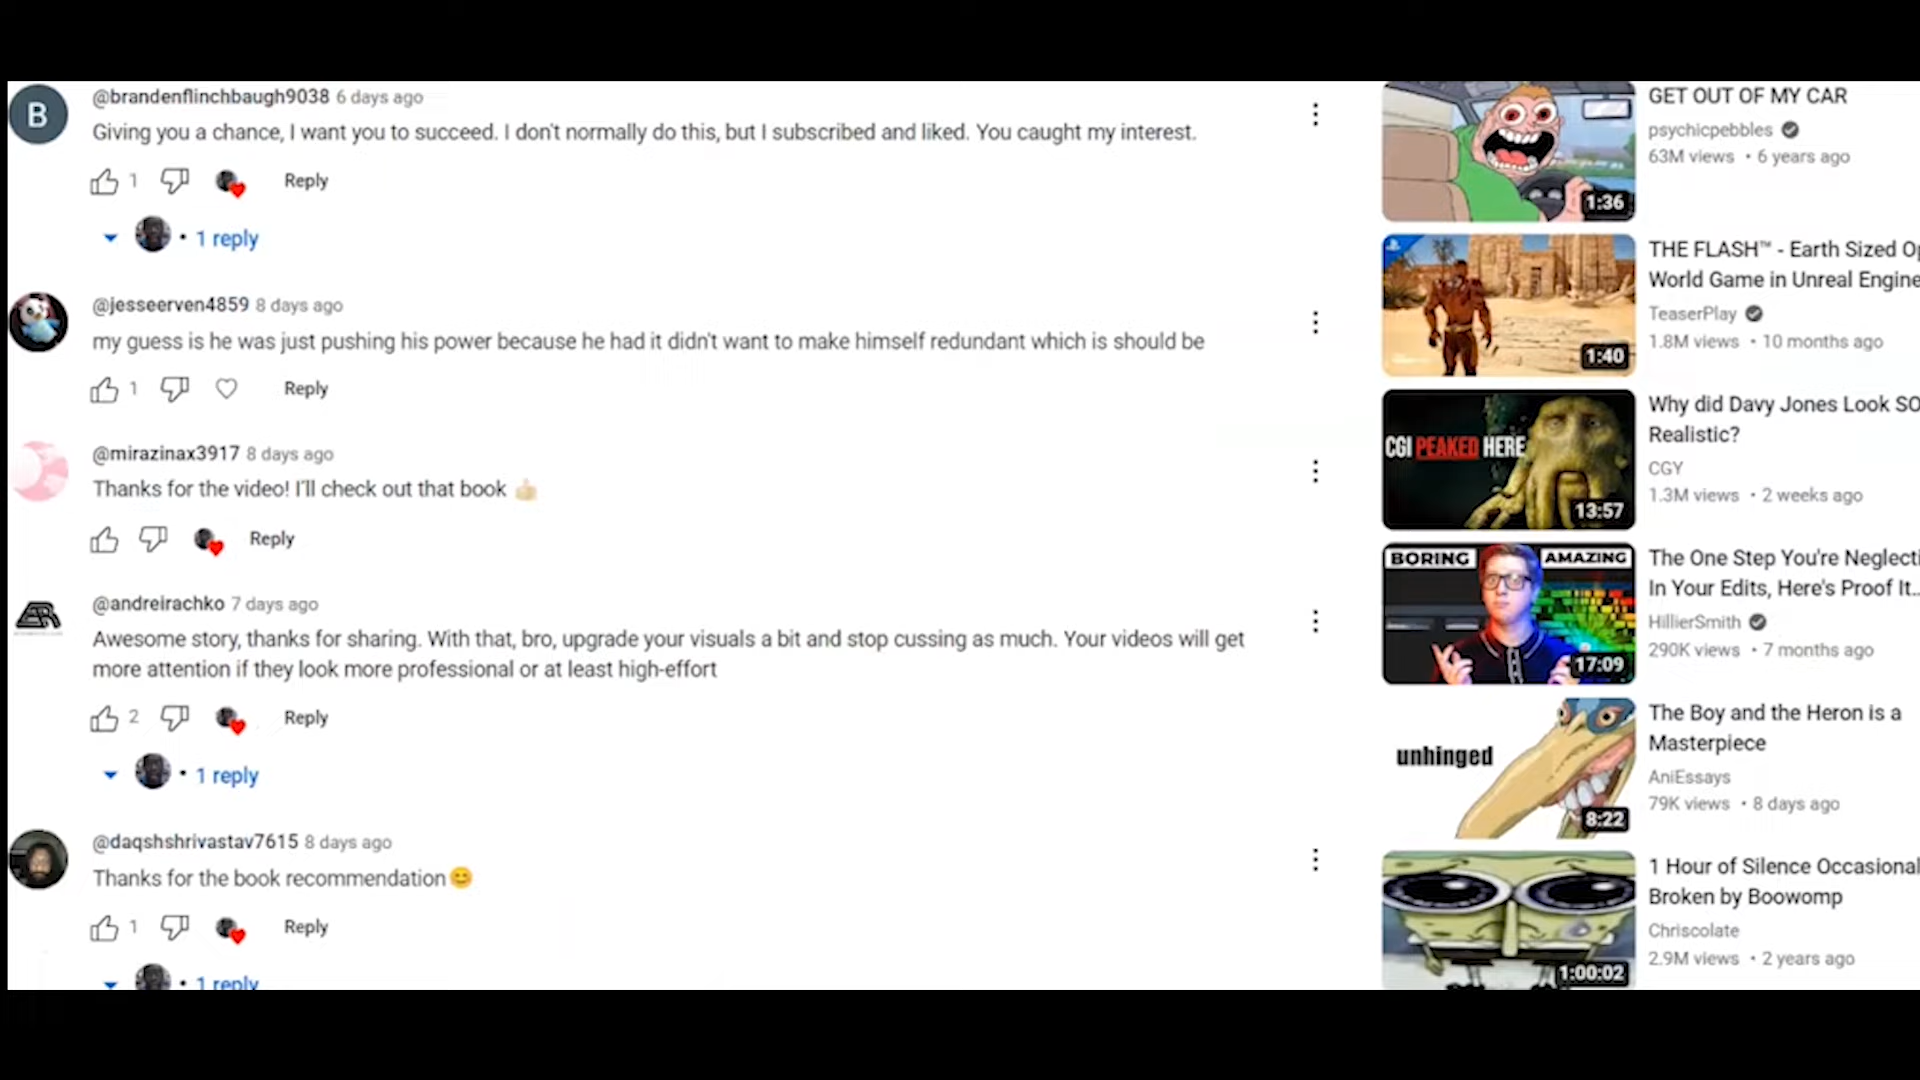 B
@brandenflinchbaugh9038 6 days ago
Giving you a chance, I want you to succeed. I don't normally do this, but I subscribed and liked. You caught my interest.
1 Reply
1 reply
@jesseerven4859 8 days ago
my guess is he was just pushing his power because he had it didn't want to make himself redundant which is should be
1 Reply
@mirazinax3917 8 days ago
Thanks for the video! I'll check out that book 👍
Reply
@andreirachko 7 days ago
Awesome story, thanks for sharing. With that, bro, upgrade your visuals a bit and stop cussing as much. Your videos will get
more attention if they look more professional or at least high-effort
2 Reply
1 reply
@daqshshrivastav7615 8 days ago
Thanks for the book recommendation😊
1 Reply
1 reply
1:36
GET OUT OF MY CAR
psychicpebbles
63M views • 6 years ago
1:40
THE FLASH™ - Earth Sized Op
World Game in Unreal Engine
TeaserPlay
1.8M views • 10 months ago
CGI PEAKED HERE
13:57
Why did Davy Jones Look SO
Realistic?
CGY
1.3M views • 2 weeks ago
BORING AMAZING
17:09
The One Step You're Neglecti
In Your Edits, Here's Proof It...
HillierSmith
290K views • 7 months ago
unhinged
8:22
The Boy and the Heron is a
Masterpiece
AniEssays
79K views • 8 days ago
1:00:02
1 Hour of Silence Occasional
Broken by Boowomp
Chriscolate
2.9M views • 2 years ago